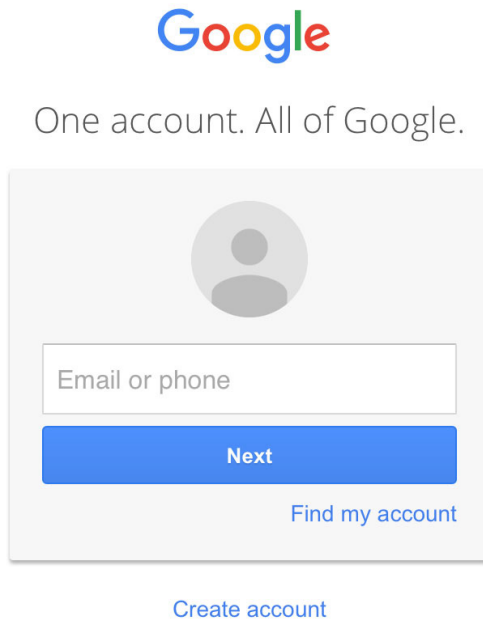 Google
One account. All of Google.
Email or phone
Next
Find my account
Create account